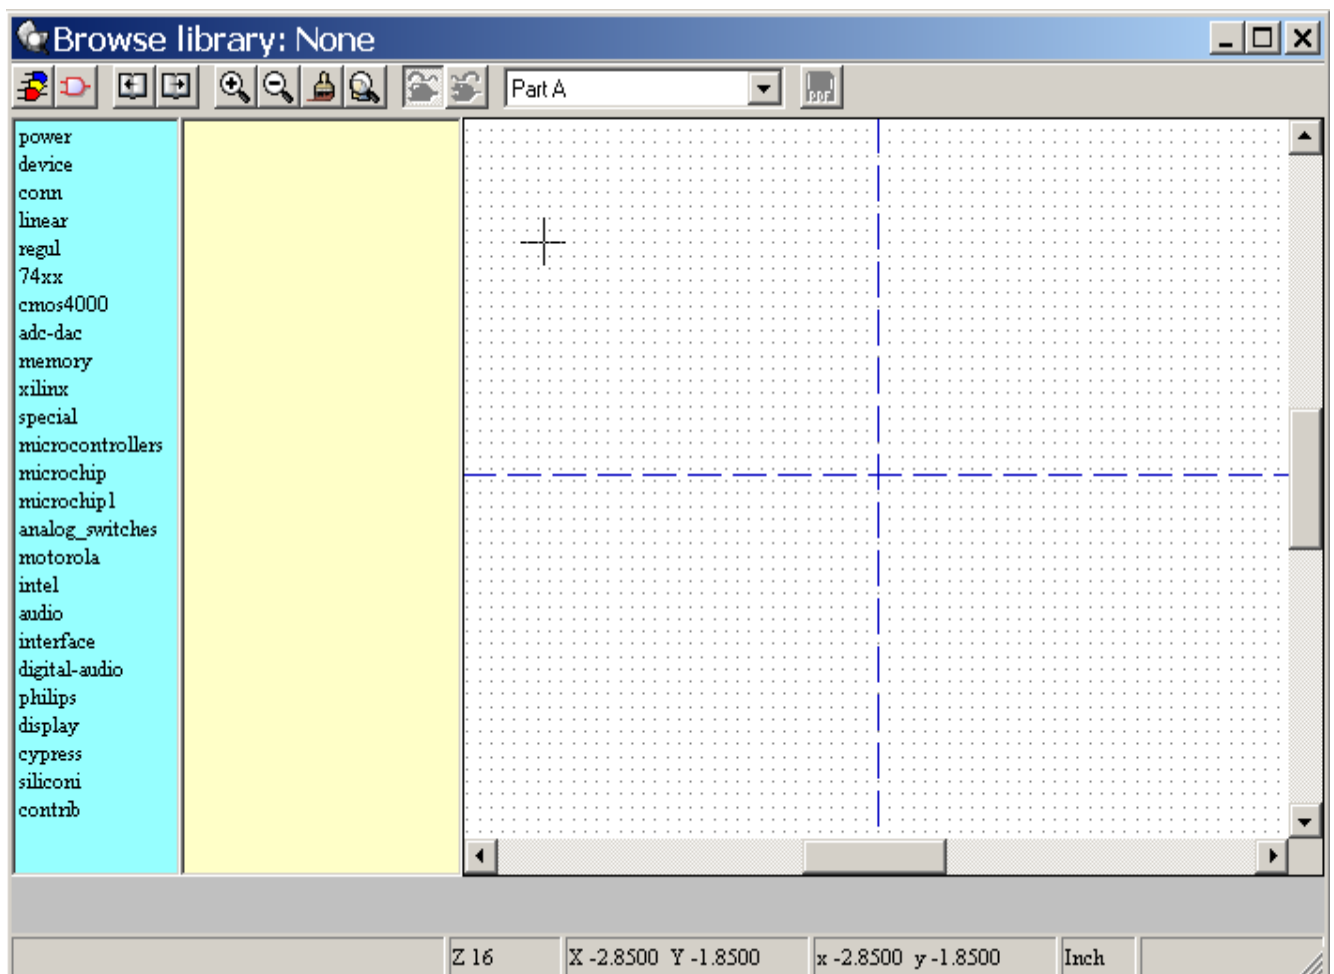 Browse library: None
Part A
PDF
power
device
conn
linear
regul
74xx
cmos4000
adc-dac
memory
xilinx
special
microcontrollers
microchip
microchip1
analog_switches
motorola
intel
audio
interface
digital-audio
philips
display
cypress
siliconi
contrib
Z 16 X -2.8500 Y -1.8500 x -2.8500 y -1.8500 Inch